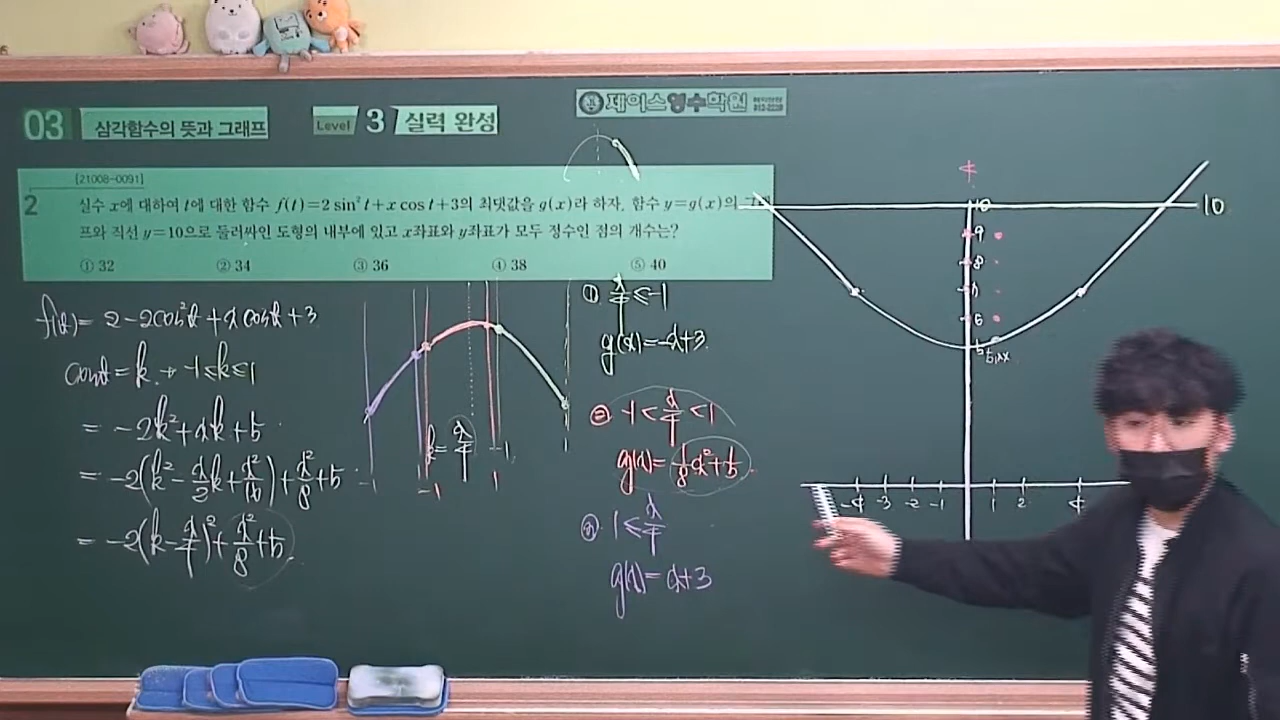 03 삼각함수의 뜻과 그래프 Level 3 실력 완성
제이스영수학원
[21008-0091]
2 실수 x에 대하여 t에 대한 함수 f(t)=2 sin²t+x cos t+3의 최댓값을 g(x)라 하자. 함수 y=g(x)의
프와 직선 y=10으로 둘러싸인 도형의 내부에 있고 x좌표와 y좌표가 모두 정수인 점의 개수는?
① 32 ② 34 ③ 36 ④ 38 ⑤ 40
f(t)= 2-2cos²t+x cost+3
cost=k. → -1≤k≤1
= -2k²+xk+5
= -2(k²-x/2 k+x²/16)+x²/8+5
= -2(k-x/4)²+x²/8+5
k=x/4
-1 1
-1 1
① x/4≤-1
g(x)=-x+3
② -1<x/4<1
g(x)=1/8x²+5
③ 1≤x/4
g(x)=x+3
10 10
9
8
7
6
5
-4 -3 -2 -1 1 2 4